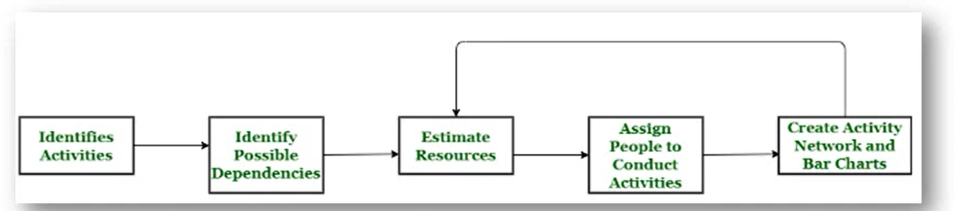 Identifies
Activities
Identify
Possible
Dependencies
Estimate
Resources
Assign
People to
Conduct
Activities
Create Activity
Network and
Bar Charts